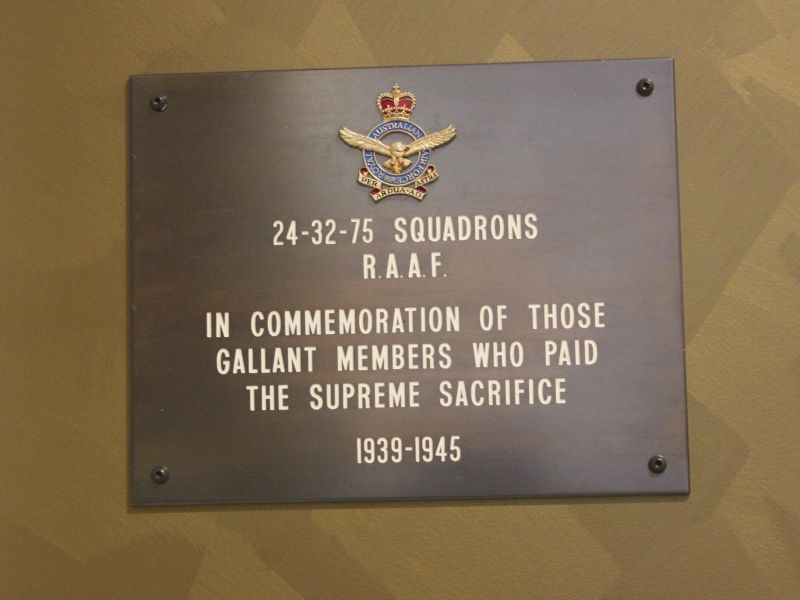 ROYAL AUSTRALIAN AIR FORCE
PER ARDUA AD ASTRA
24-32-75 SQUADRONS
R.A.A.F.
IN COMMEMORATION OF THOSE
GALLANT MEMBERS WHO PAID
THE SUPREME SACRIFICE
1939-1945